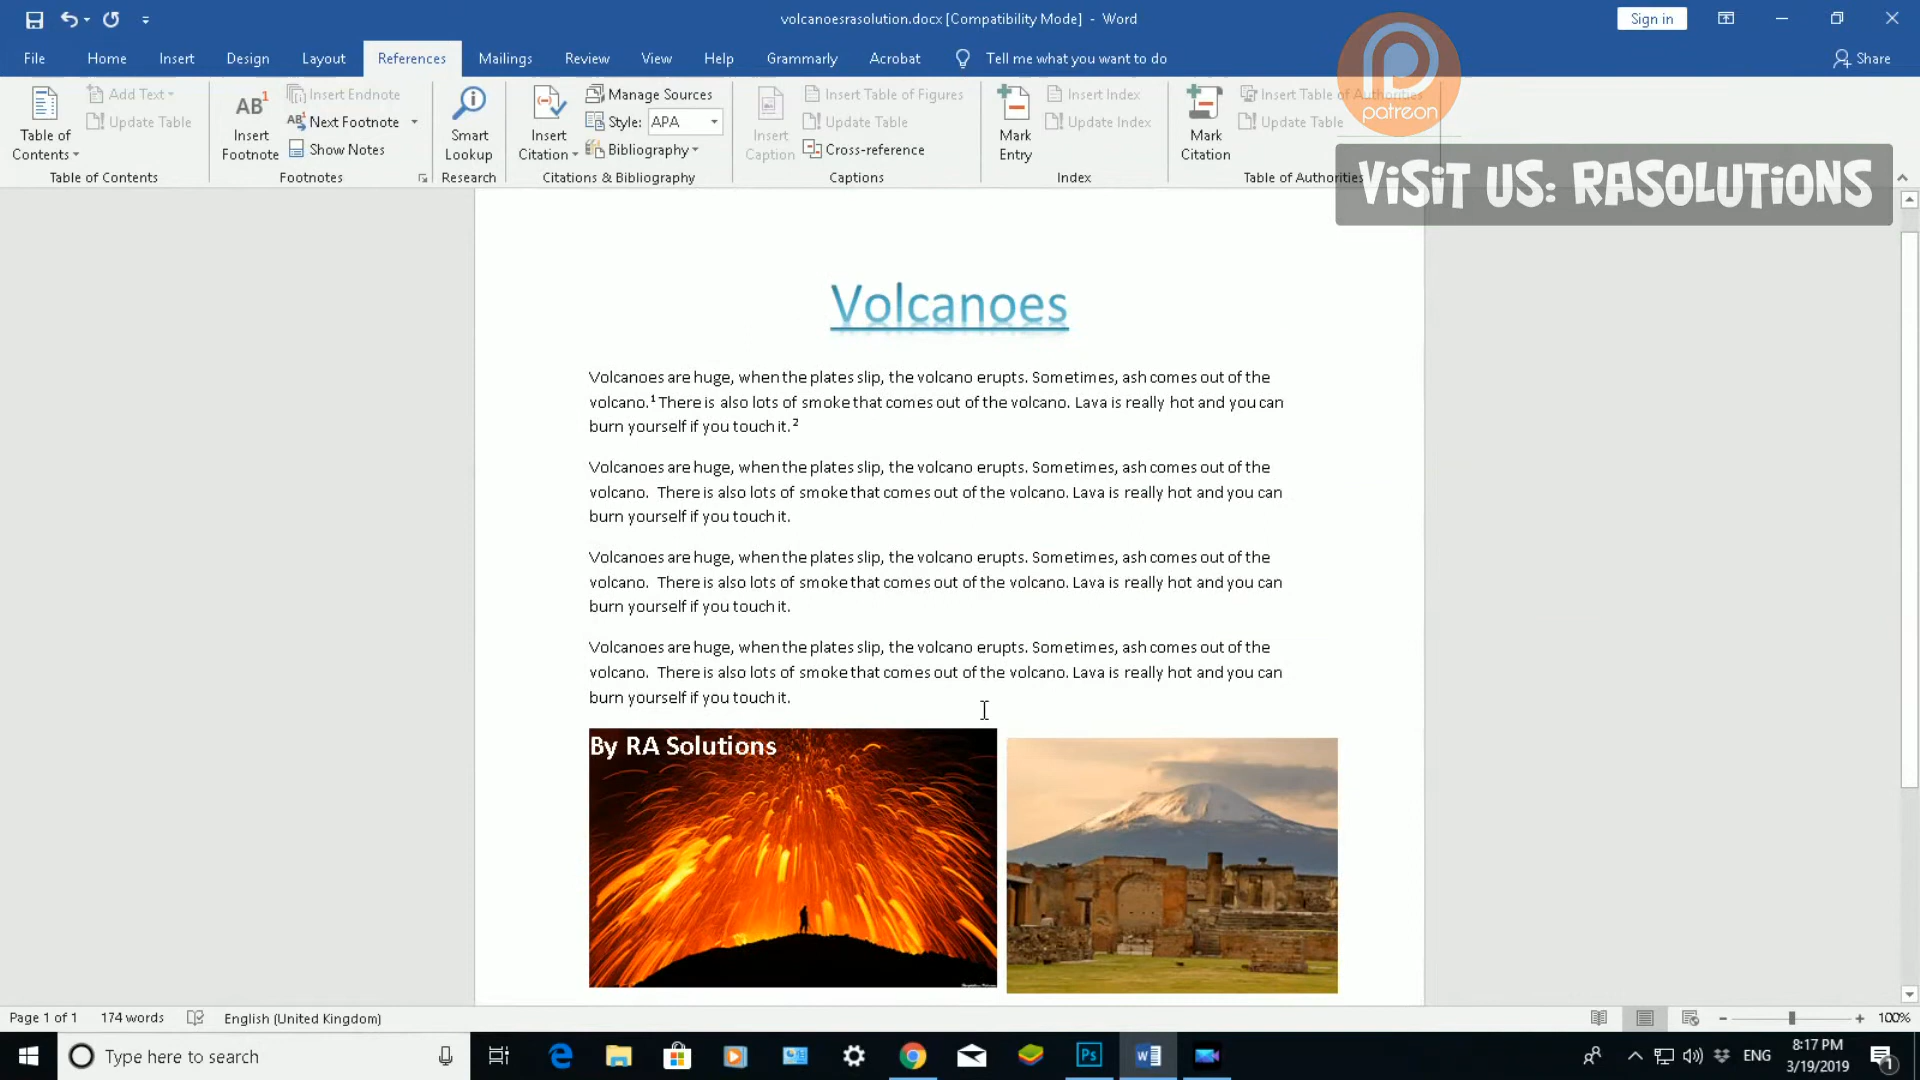 volcanoesrasolution.docx [Compatibility Mode] - Word
Sign in
File Home Insert Design Layout References Mailings Review View Help Grammarly Acrobat Tell me what you want to do Share
Table of Contents
Add Text
Update Table
Table of Contents
AB1
Insert Footnote
Insert Endnote
Next Footnote
Show Notes
Footnotes
Smart Lookup
Research
Insert Citation
Manage Sources
Style: APA
Bibliography
Citations & Bibliography
Insert Caption
Insert Table of Figures
Update Table
Cross-reference
Captions
Mark Entry
Insert Index
Update Index
Index
Mark Citation
Insert Table of Authorities
Update Table
Table of Authorities
patreon
VISIT US: RASOLUTIONS
Volcanoes
Volcanoes are huge, when the plates slip, the volcano erupts. Sometimes, ash comes out of the
volcano.1 There is also lots of smoke that comes out of the volcano. Lava is really hot and you can
burn yourself if you touch it.2
Volcanoes are huge, when the plates slip, the volcano erupts. Sometimes, ash comes out of the
volcano. There is also lots of smoke that comes out of the volcano. Lava is really hot and you can
burn yourself if you touch it.
Volcanoes are huge, when the plates slip, the volcano erupts. Sometimes, ash comes out of the
volcano. There is also lots of smoke that comes out of the volcano. Lava is really hot and you can
burn yourself if you touch it.
Volcanoes are huge, when the plates slip, the volcano erupts. Sometimes, ash comes out of the
volcano. There is also lots of smoke that comes out of the volcano. Lava is really hot and you can
burn yourself if you touch it.
By RA Solutions
Page 1 of 1 174 words English (United Kingdom) 100%
Type here to search
Ps
ENG
8:17 PM
3/19/2019
1